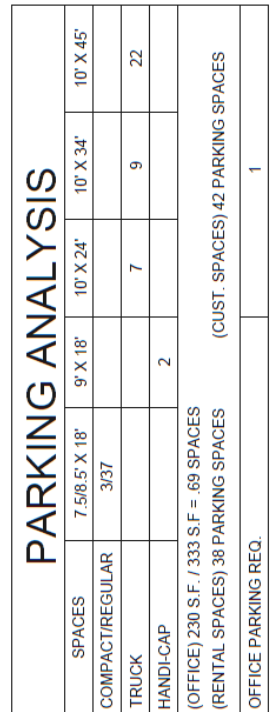 PARKING ANALYSIS
SPACES 7.5/8.5' X 18' 9' X 18' 10' X 24' 10' X 34' 10' X 45'
COMPACT/REGULAR 3/37
TRUCK 7 9 22
HANDI-CAP 2
(OFFICE) 230 S.F. / 333 S.F = .69 SPACES
(RENTAL SPACES) 38 PARKING SPACES (CUST. SPACES) 42 PARKING SPACES
OFFICE PARKING REQ. 1